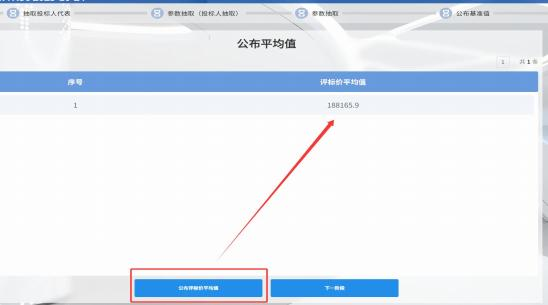 抽取投标人代表
参数抽取（投标人抽取）
参数抽取
公布基准值
公布平均值
1 共 1 条
序号 评标价平均值
1 188165.9
公布评标价平均值 下一阶段